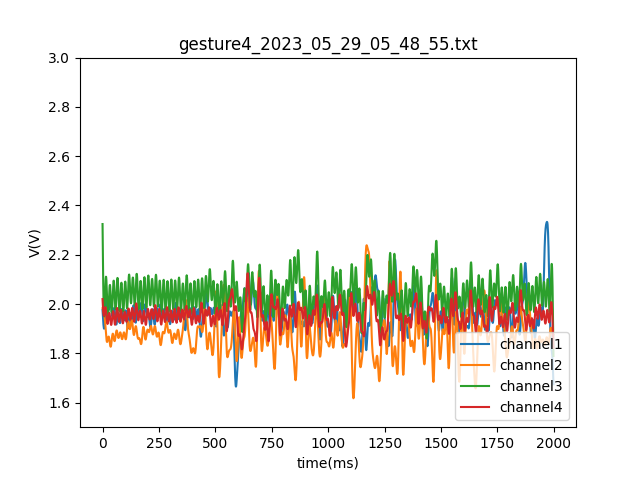 gesture4_2023_05_29_05_48_55.txt
3.0
2.8
2.6
2.4
2.2
2.0
1.8
1.6
V(V)
channel1
channel2
channel3
channel4
0 250 500 750 1000 1250 1500 1750 2000
time(ms)